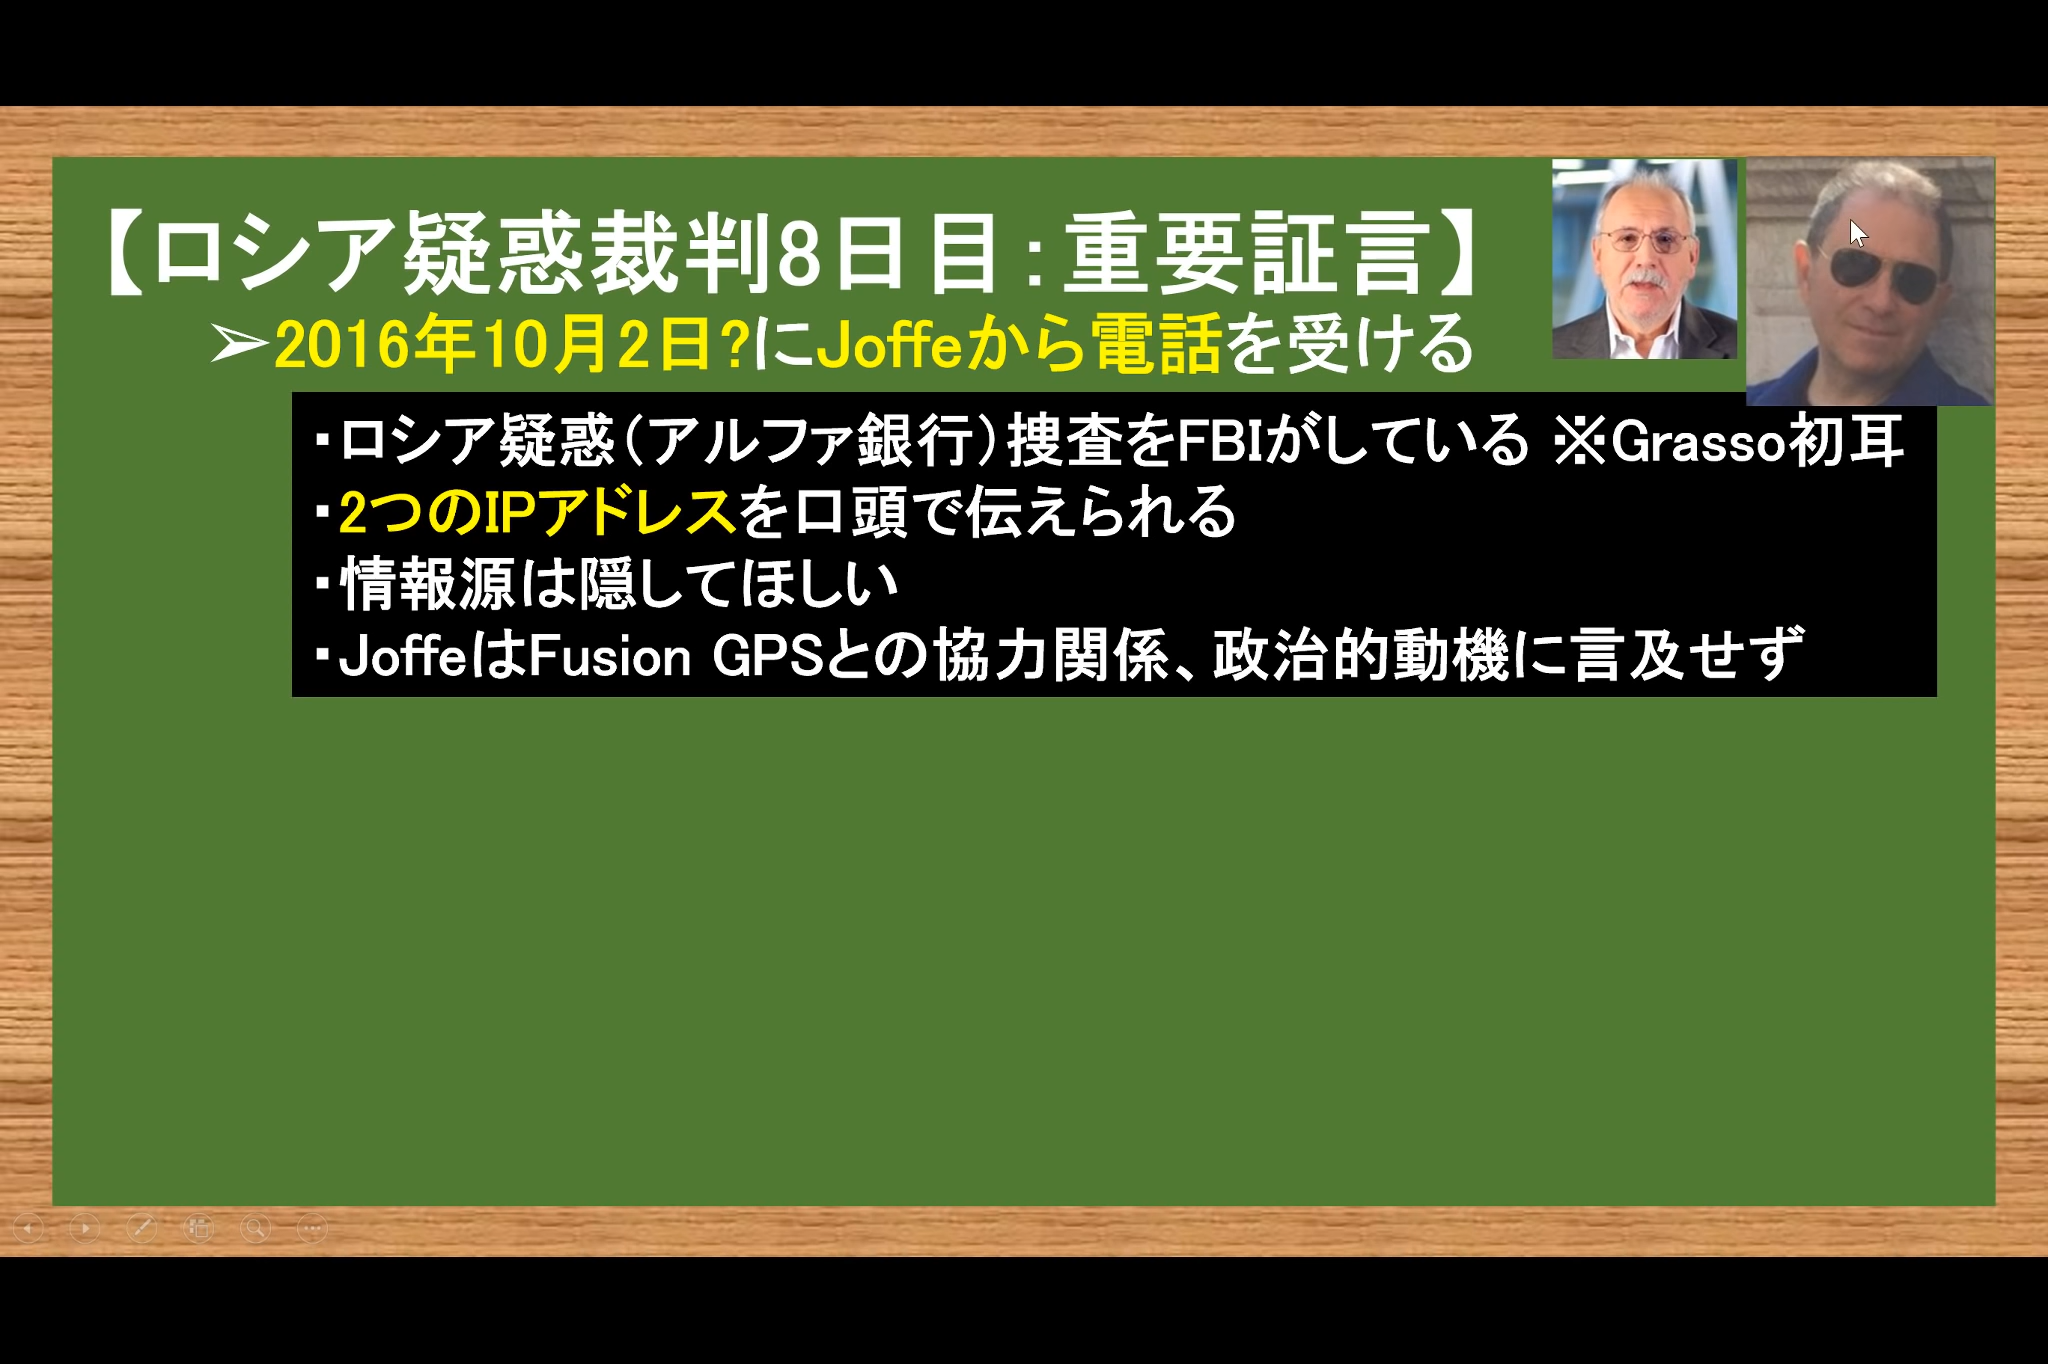 【ロシア疑惑裁判8日目：重要証言】
➢2016年10月2日?にJoffeから電話を受ける
・ロシア疑惑（アルファ銀行）捜査をFBIがしている ※Grasso初耳
・2つのIPアドレスを口頭で伝えられる
・情報源は隠してほしい
・JoffeはFusion GPSとの協力関係、政治的動機に言及せず